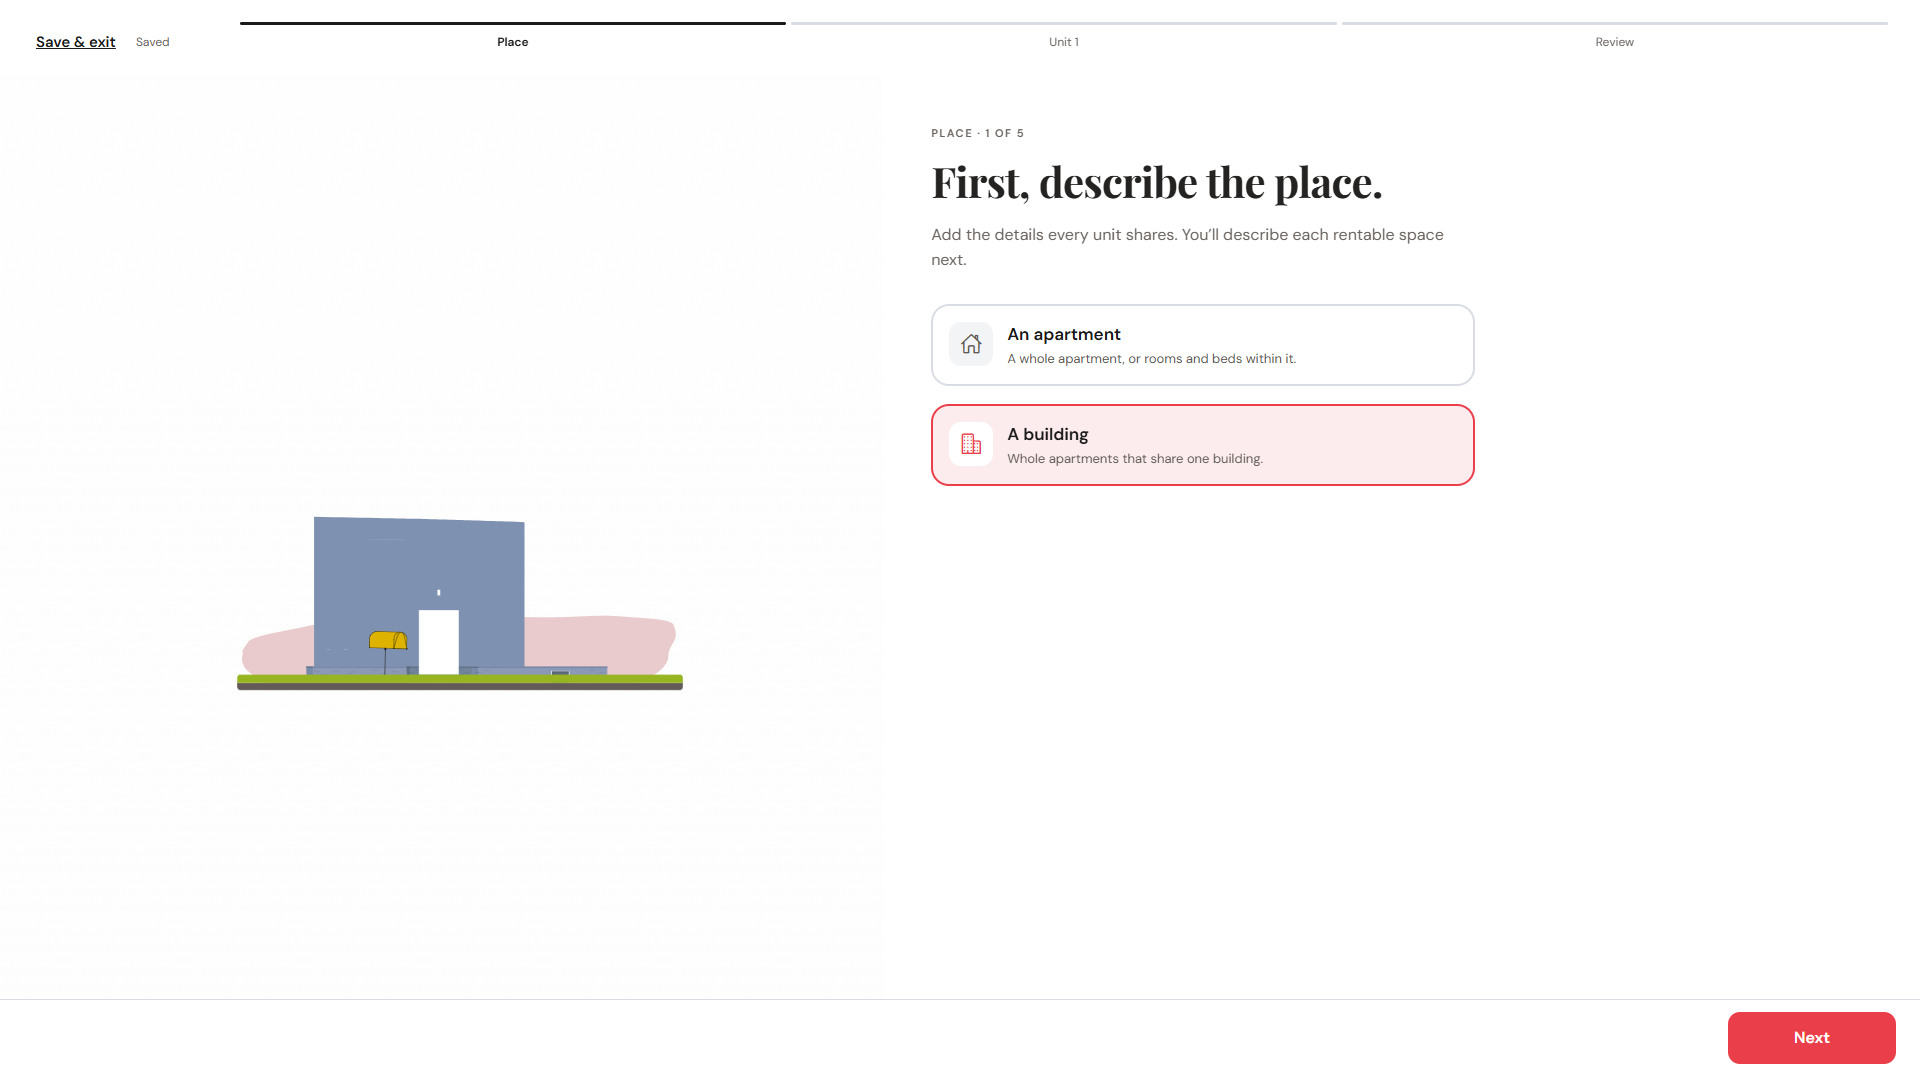 Save & exit
Saved
Place
Unit 1
Review
PLACE · 1 OF 5
First, describe the place.
Add the details every unit shares. You’ll describe each rentable space
next.
An apartment
A whole apartment, or rooms and beds within it.
A building
Whole apartments that share one building.
Next